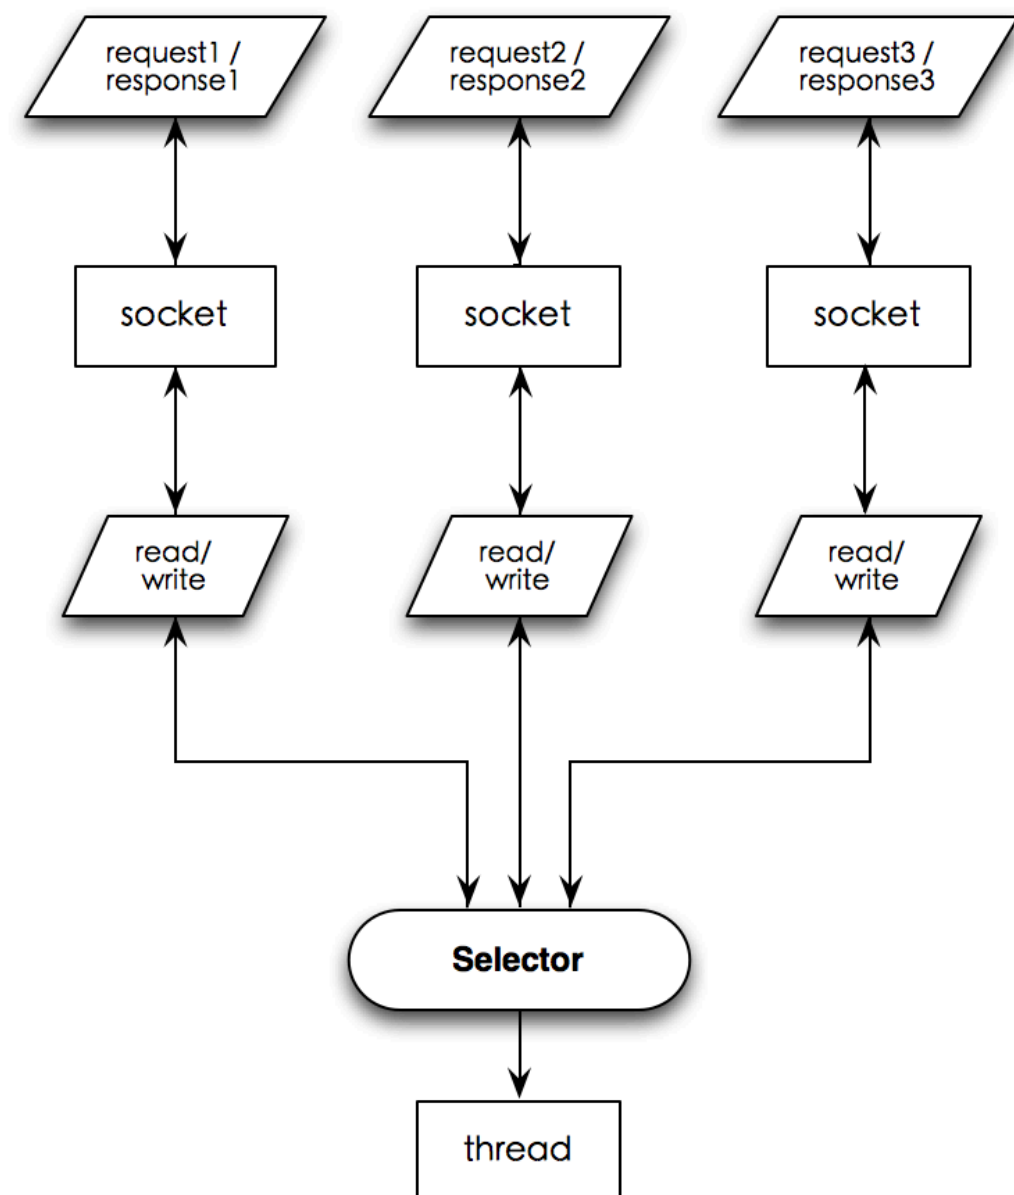 request1 /
response1
request2 /
response2
request3 /
response3
socket
socket
socket
read/
write
read/
write
read/
write
Selector
thread